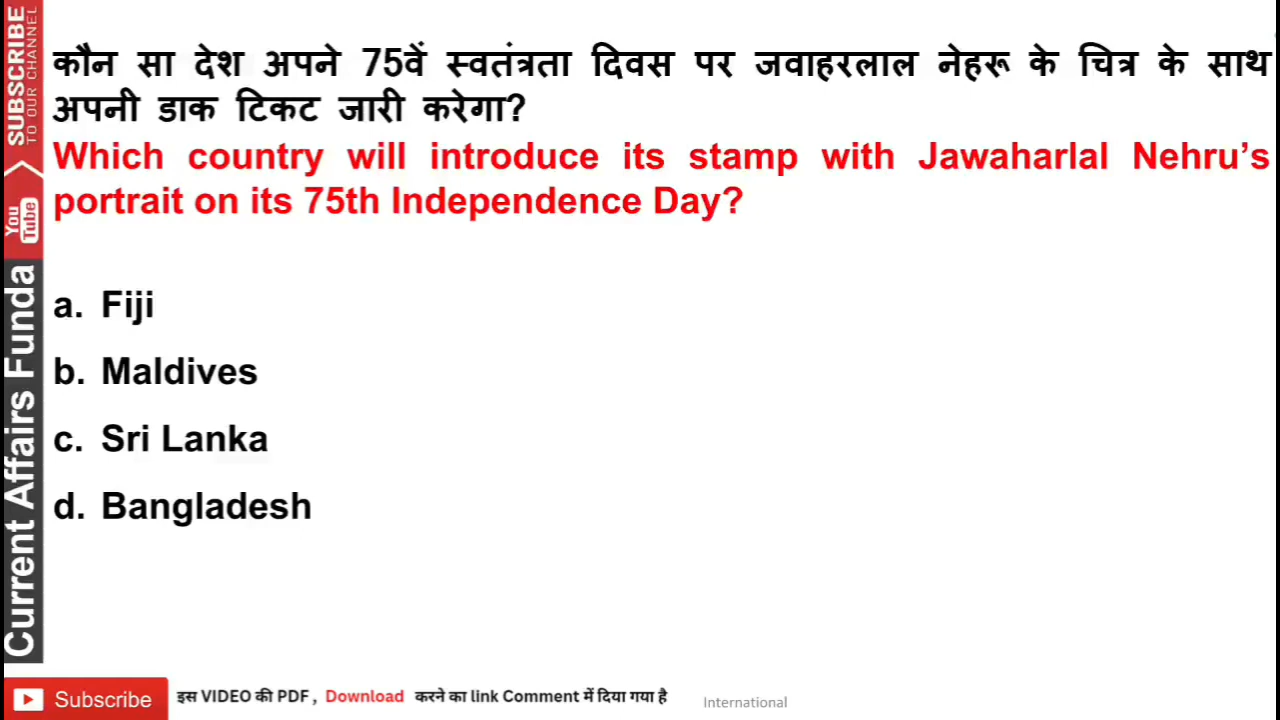 कौन सा देश अपने 75वें स्वतंत्रता दिवस पर जवाहरलाल नेहरू के चित्र के साथ
अपनी डाक टिकट जारी करेगा?
Which country will introduce its stamp with Jawaharlal Nehru's
portrait on its 75th Independence Day?
a. Fiji
b. Maldives
c. Sri Lanka
d. Bangladesh
SUBSCRIBE
TO OUR CHANNEL
You
Tube
Current Affairs Funda
Subscribe
इस VIDEO की PDF , Download करने का link Comment में दिया गया है
International